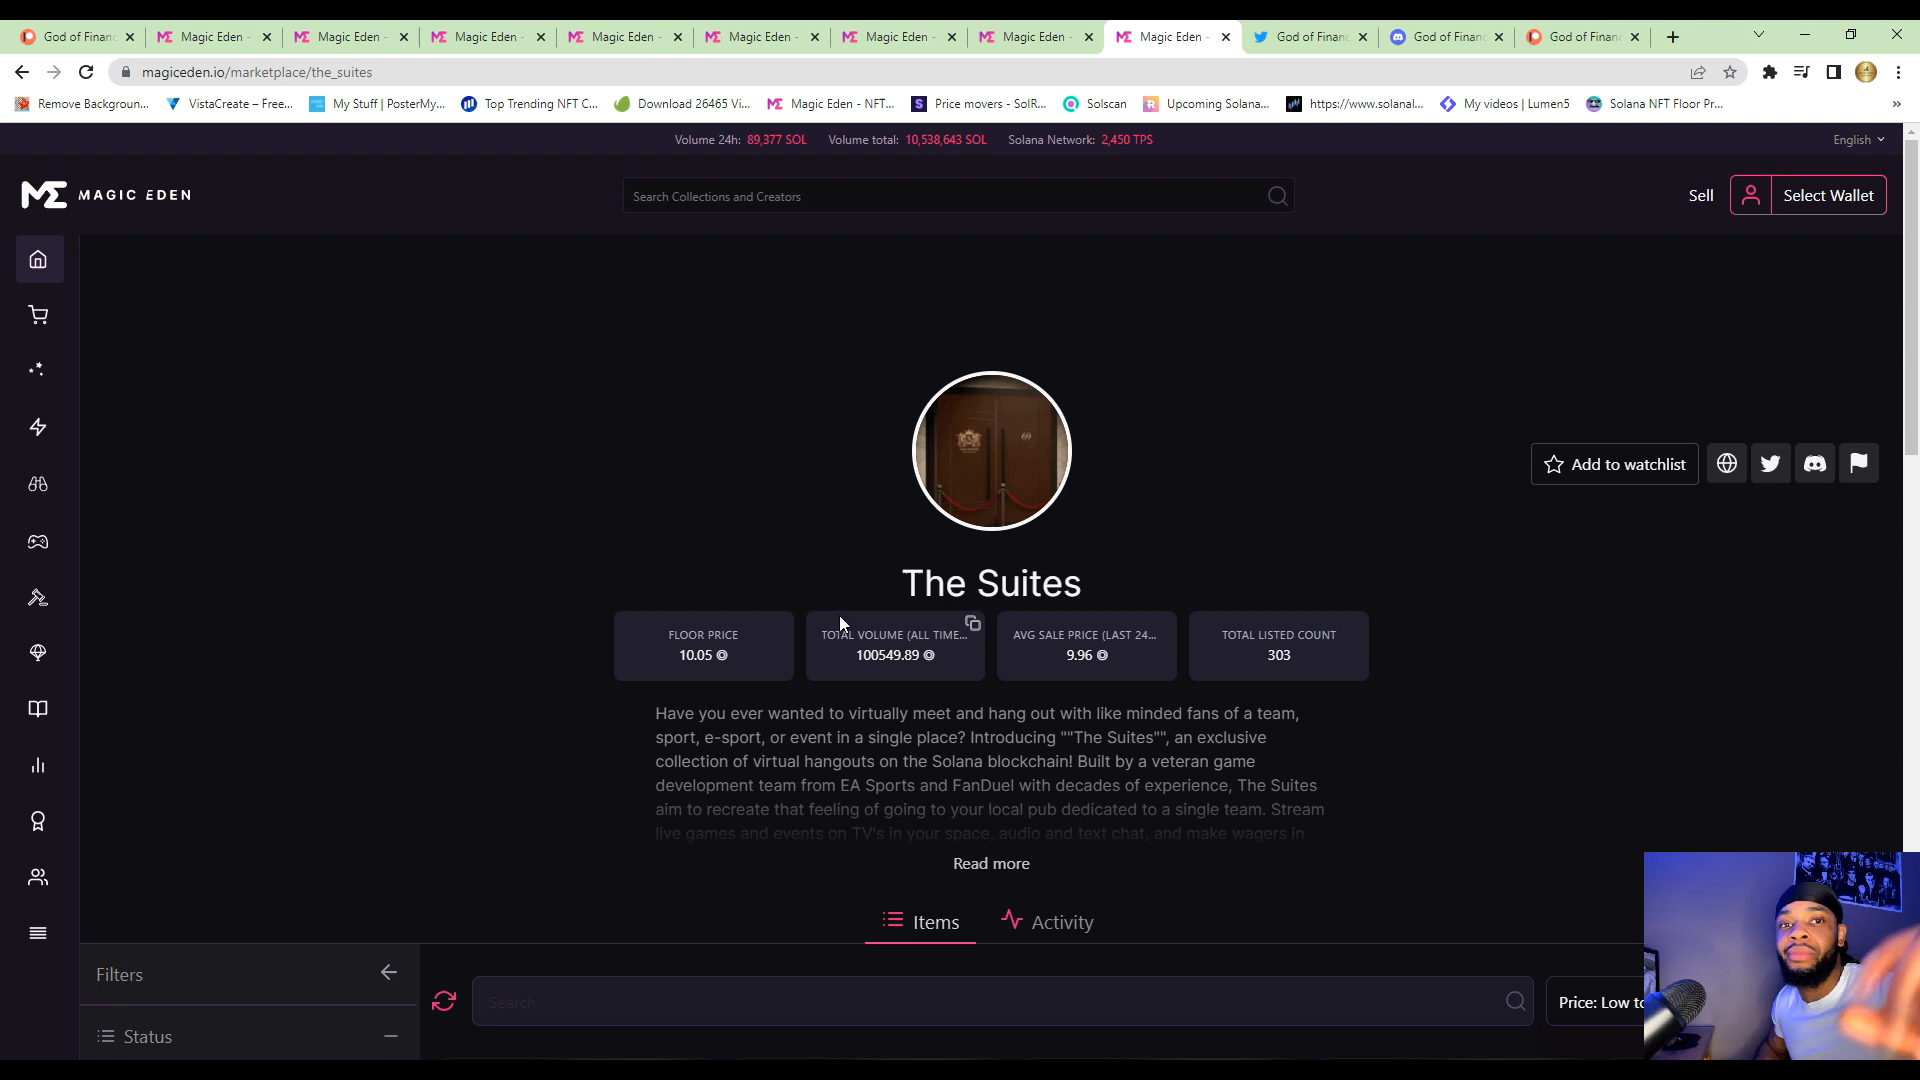 God of Financ
Magic Eden -
Magic Eden -
Magic Eden -
Magic Eden -
Magic Eden -
Magic Eden -
Magic Eden -
Magic Eden -
God of Financ
God of Financ
God of Financ
magiceden.io/marketplace/the_suites
Remove Backgroun...
VistaCreate – Free...
My Stuff | PosterMy...
Top Trending NFT C...
Download 26465 Vi...
Magic Eden - NFT...
Price movers - SolR...
Solscan
Upcoming Solana...
https://www.solanal...
My videos | Lumen5
Solana NFT Floor Pr...
Volume 24h: 89,377 SOL Volume total: 10,538,643 SOL Solana Network: 2,450 TPS
English
MAGIC EDEN
Search Collections and Creators
Sell
Select Wallet
Add to watchlist
The Suites
FLOOR PRICE
10.05
TOTAL VOLUME (ALL TIME...
100549.89
AVG SALE PRICE (LAST 24...
9.96
TOTAL LISTED COUNT
303
Have you ever wanted to virtually meet and hang out with like minded fans of a team,
sport, e-sport, or event in a single place? Introducing ""The Suites"", an exclusive
collection of virtual hangouts on the Solana blockchain! Built by a veteran game
development team from EA Sports and FanDuel with decades of experience, The Suites
aim to recreate that feeling of going to your local pub dedicated to a single team. Stream
live games and events on TV's in your space, audio and text chat, and make wagers in
Read more
Items
Activity
Filters
Search
Price: Low to
Status